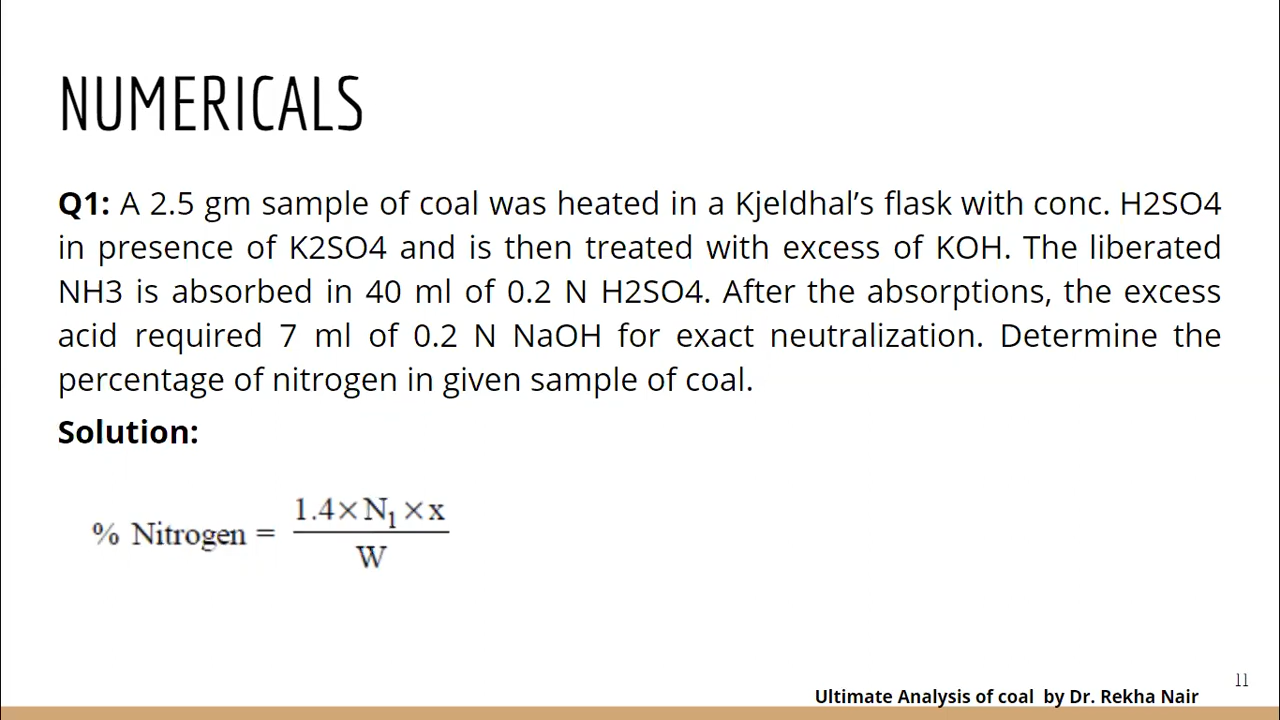 NUMERICALS
Q1: A 2.5 gm sample of coal was heated in a Kjeldhal’s flask with conc. H2SO4
in presence of K2SO4 and is then treated with excess of KOH. The liberated
NH3 is absorbed in 40 ml of 0.2 N H2SO4. After the absorptions, the excess
acid required 7 ml of 0.2 N NaOH for exact neutralization. Determine the
percentage of nitrogen in given sample of coal.
Solution:
% Nitrogen = 1.4×N₁×x / W
11
Ultimate Analysis of coal by Dr. Rekha Nair